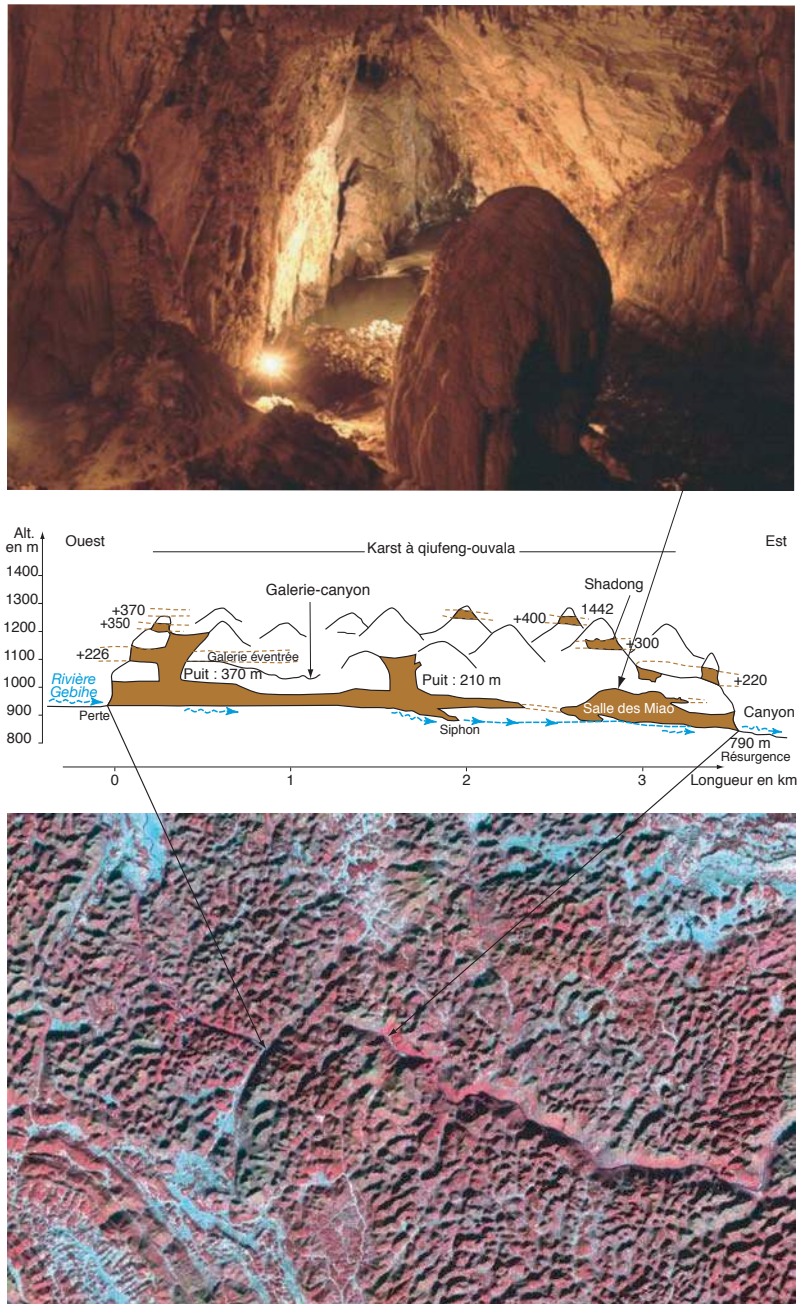 Alt.
en m
Ouest
Est
Karst à qiufeng-ouvala
1400
1300
1200
1100
1000
900
800
+370
+350
+226
Galerie-canyon
Shadong
1442
+400
+300
+220
Galerie éventrée
Puit : 370 m
Puit : 210 m
Rivière
Gebihe
Perte
Siphon
Salle des Miao
Canyon
790 m
Résurgence
0
1
2
3
Longueur en km